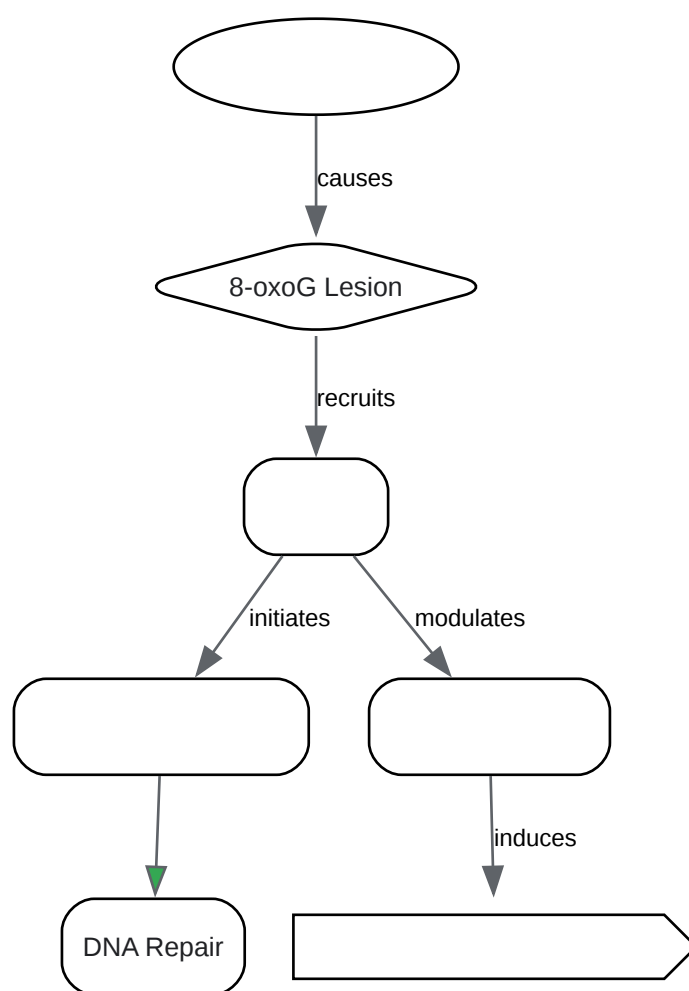 causes
8-oxoG Lesion
recruits
initiates
modulates
induces
DNA Repair